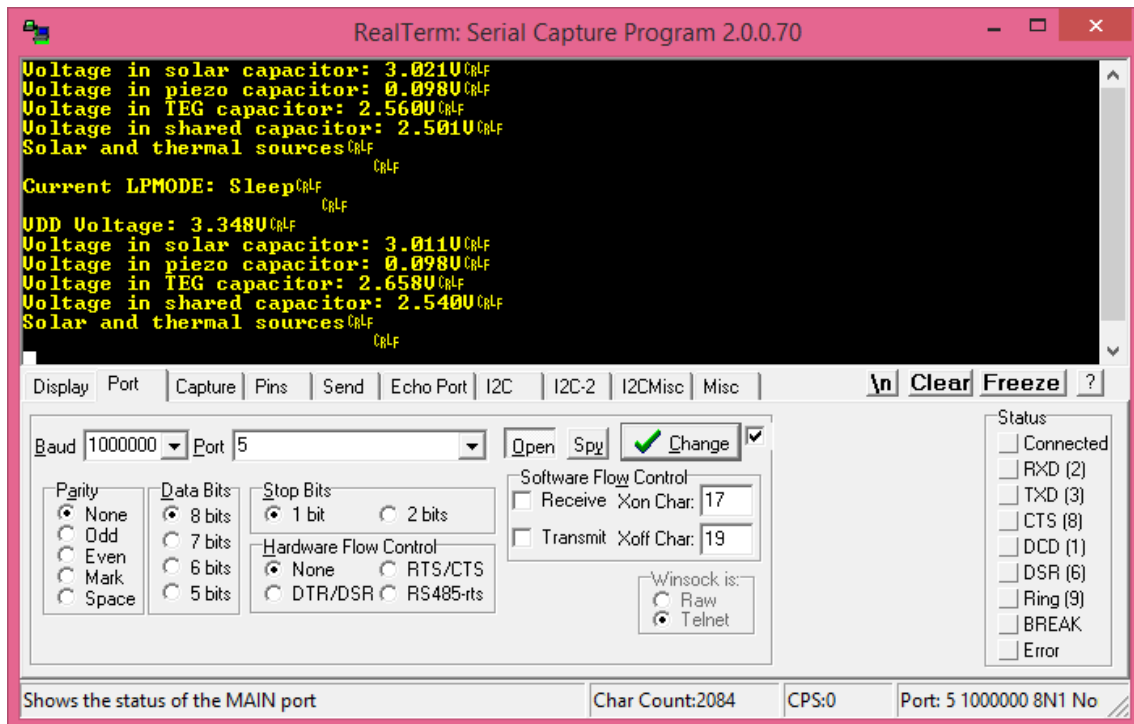 RealTerm: Serial Capture Program 2.0.0.70
Voltage in solar capacitor: 3.021VCRLF
Voltage in piezo capacitor: 0.098VCRLF
Voltage in TEG capacitor: 2.560VCRLF
Voltage in shared capacitor: 2.501VCRLF
Solar and thermal sourcesCRLF
CRLF
Current LPMODE: SleepCRLF
CRLF
VDD Voltage: 3.348VCRLF
Voltage in solar capacitor: 3.011VCRLF
Voltage in piezo capacitor: 0.098VCRLF
Voltage in TEG capacitor: 2.658VCRLF
Voltage in shared capacitor: 2.540VCRLF
Solar and thermal sourcesCRLF
CRLF
Display Port Capture Pins Send Echo Port I2C I2C-2 I2CMisc Misc \n Clear Freeze ?
Baud 1000000 Port 5 Open Spy Change
Parity
None
Odd
Even
Mark
Space
Data Bits
8 bits
7 bits
6 bits
5 bits
Stop Bits
1 bit 2 bits
Hardware Flow Control
None RTS/CTS
DTR/DSR RS485-rts
Software Flow Control
Receive Xon Char: 17
Transmit Xoff Char: 19
Winsock is:
Raw
Telnet
Status
Connected
RXD (2)
TXD (3)
CTS (8)
DCD (1)
DSR (6)
Ring (9)
BREAK
Error
Shows the status of the MAIN port Char Count:2084 CPS:0 Port: 5 1000000 8N1 No